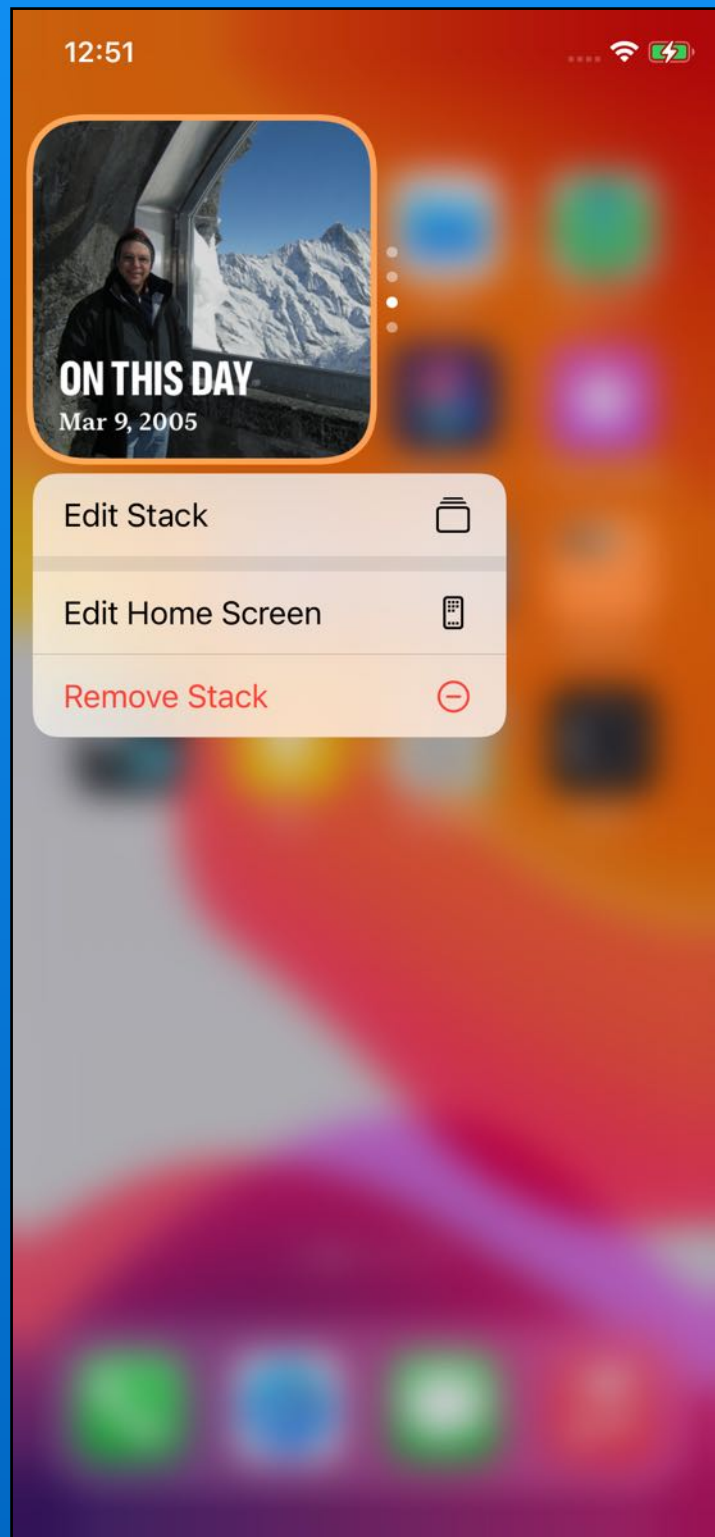 12:51
ON THIS DAY
Mar 9, 2005
Edit Stack
Edit Home Screen
Remove Stack